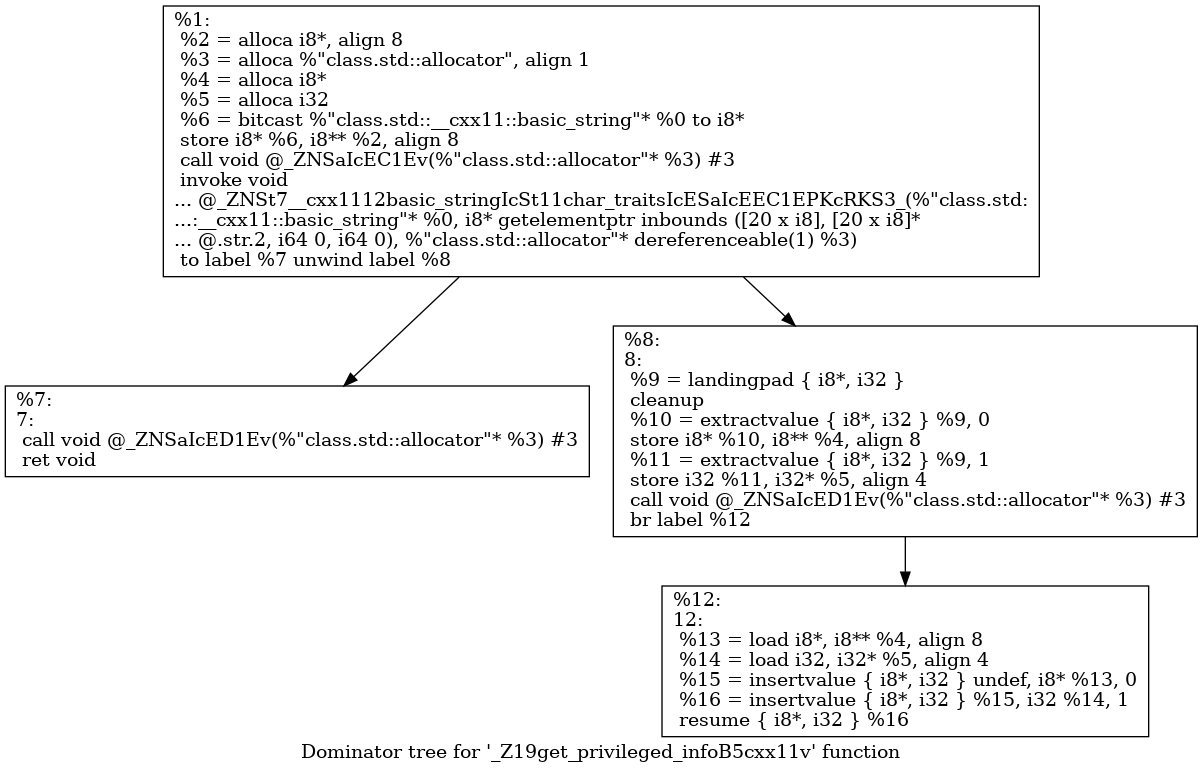 %1:
%2 = alloca i8*, align 8
%3 = alloca %"class.std::allocator", align 1
%4 = alloca i8*
%5 = alloca i32
%6 = bitcast %"class.std::__cxx11::basic_string"* %0 to i8*
store i8* %6, i8** %2, align 8
call void @_ZNSaIcEC1Ev(%"class.std::allocator"* %3) #3
invoke void
... @_ZNSt7__cxx1112basic_stringIcSt11char_traitsIcESaIcEEC1EPKcRKS3_(%"class.std:
...:__cxx11::basic_string"* %0, i8* getelementptr inbounds ([20 x i8], [20 x i8]*
... @.str.2, i64 0, i64 0), %"class.std::allocator"* dereferenceable(1) %3)
to label %7 unwind label %8
%7:
7:
call void @_ZNSaIcED1Ev(%"class.std::allocator"* %3) #3
ret void
%8:
8:
%9 = landingpad { i8*, i32 }
cleanup
%10 = extractvalue { i8*, i32 } %9, 0
store i8* %10, i8** %4, align 8
%11 = extractvalue { i8*, i32 } %9, 1
store i32 %11, i32* %5, align 4
call void @_ZNSaIcED1Ev(%"class.std::allocator"* %3) #3
br label %12
%12:
12:
%13 = load i8*, i8** %4, align 8
%14 = load i32, i32* %5, align 4
%15 = insertvalue { i8*, i32 } undef, i8* %13, 0
%16 = insertvalue { i8*, i32 } %15, i32 %14, 1
resume { i8*, i32 } %16
Dominator tree for '_Z19get_privileged_infoB5cxx11v' function